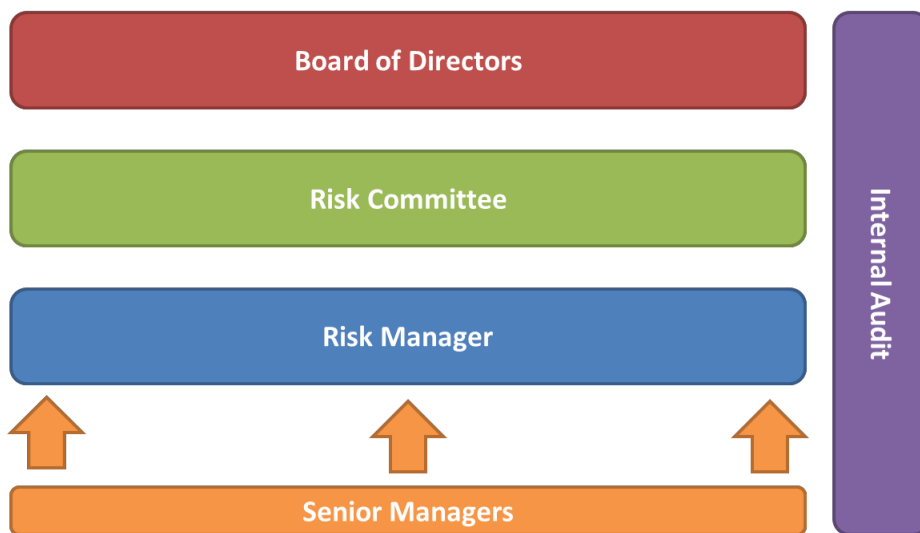 Board of Directors
Risk Committee
Internal Audit
Risk Manager
Senior Managers